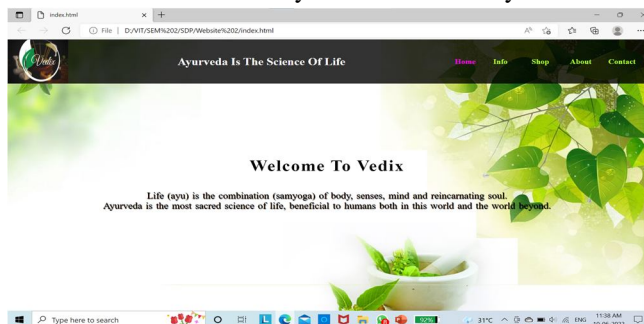 index.html
File | D:/VIT/SEM%202/SDP/Website%202/index.html
Vedix
Ayurveda Is The Science Of Life
Home Info Shop About Contact
Welcome To Vedix
Life (ayu) is the combination (samyoga) of body, senses, mind and reincarnating soul.
Ayurveda is the most sacred science of life, beneficial to humans both in this world and the world beyond.
Type here to search
92%
31°C
ENG
11:38 AM